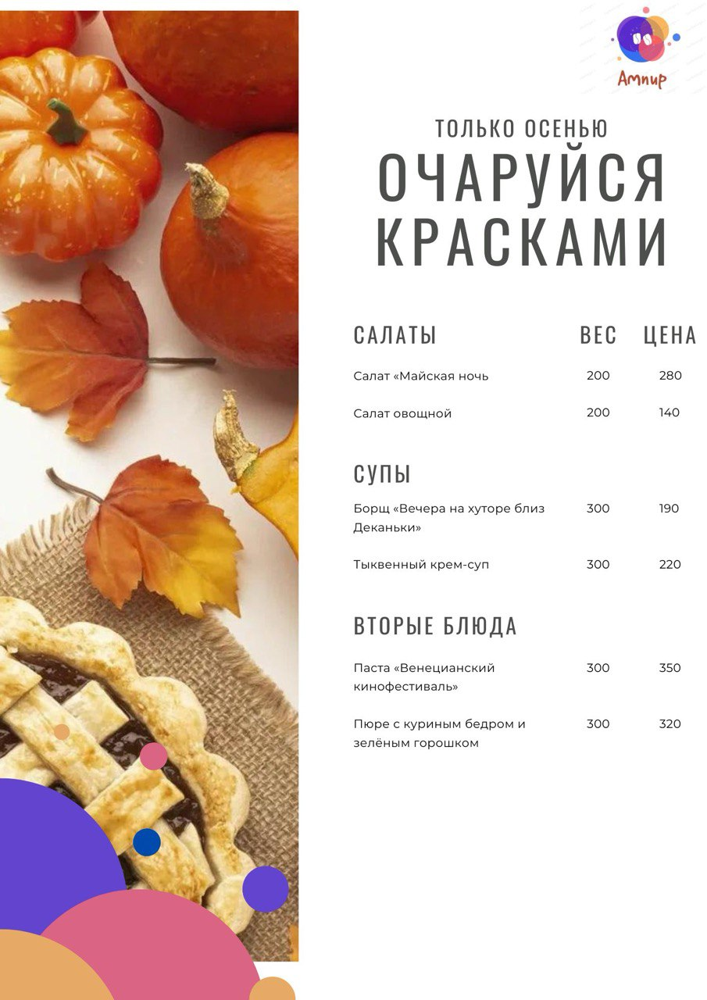 Ампир
ТОЛЬКО ОСЕНЬЮ
ОЧАРУЙСЯ
КРАСКАМИ
САЛАТЫ ВЕС ЦЕНА
Салат «Майская ночь 200 280
Салат овощной 200 140
СУПЫ
Борщ «Вечера на хуторе близ 300 190
Деканьки»
Тыквенный крем-суп 300 220
ВТОРЫЕ БЛЮДА
Паста «Венецианский 300 350
кинофестиваль»
Пюре с куриным бедром и 300 320
зелёным горошком